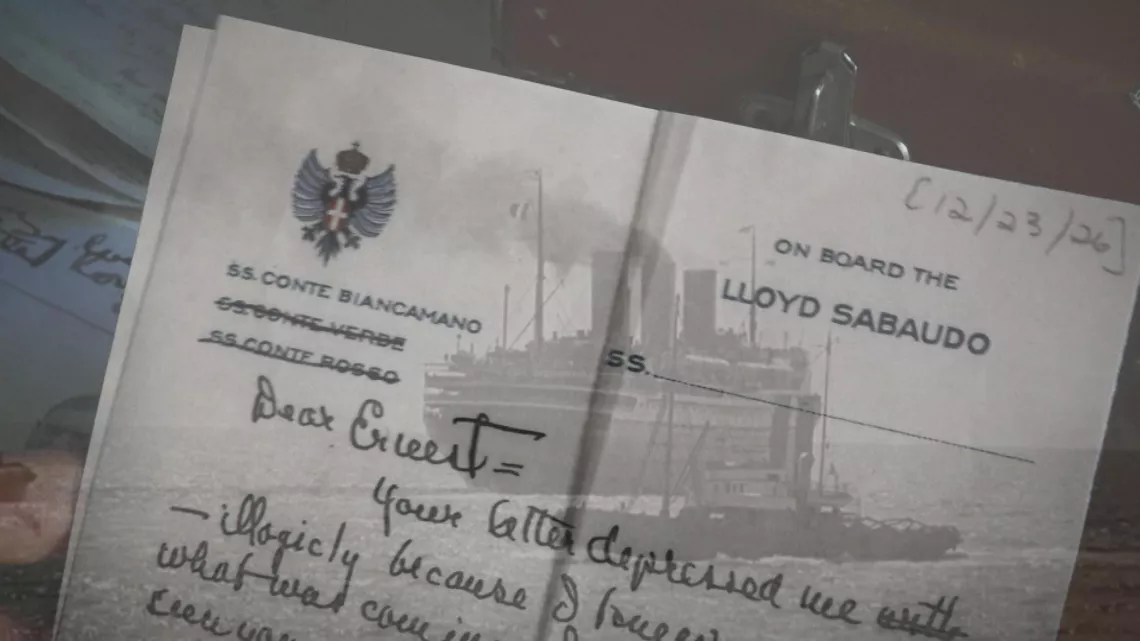 [12/23/26]
SS. CONTE BIANCAMANO
SS. CONTE VERDE
SS. CONTE ROSSO
ON BOARD THE
LLOYD SABAUDO
SS.
Dear Ernest =
Your letter depressed me
- illogicly because I
what was coming